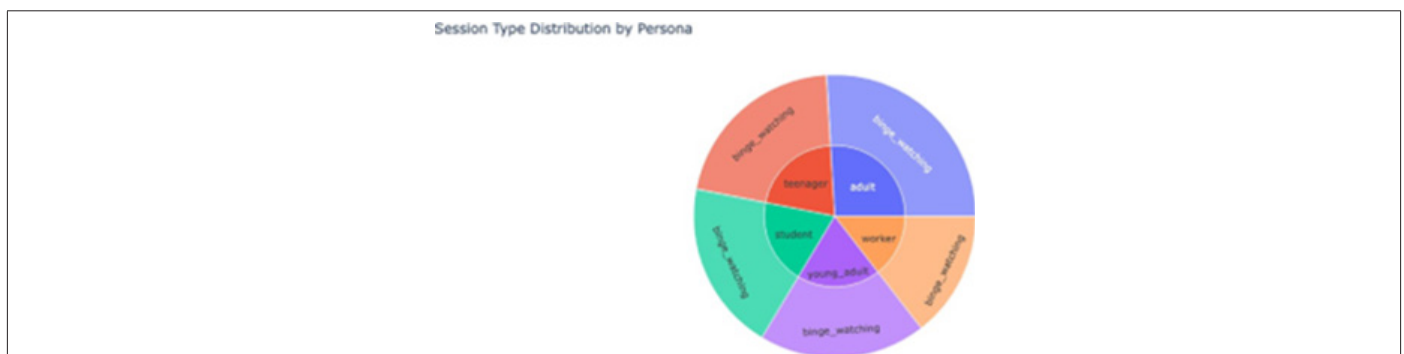 Session Type Distribution by Persona
binge_watching
binge_watching
teenager
adult
student
worker
binge_watching
binge_watching
young_adult
binge_watching